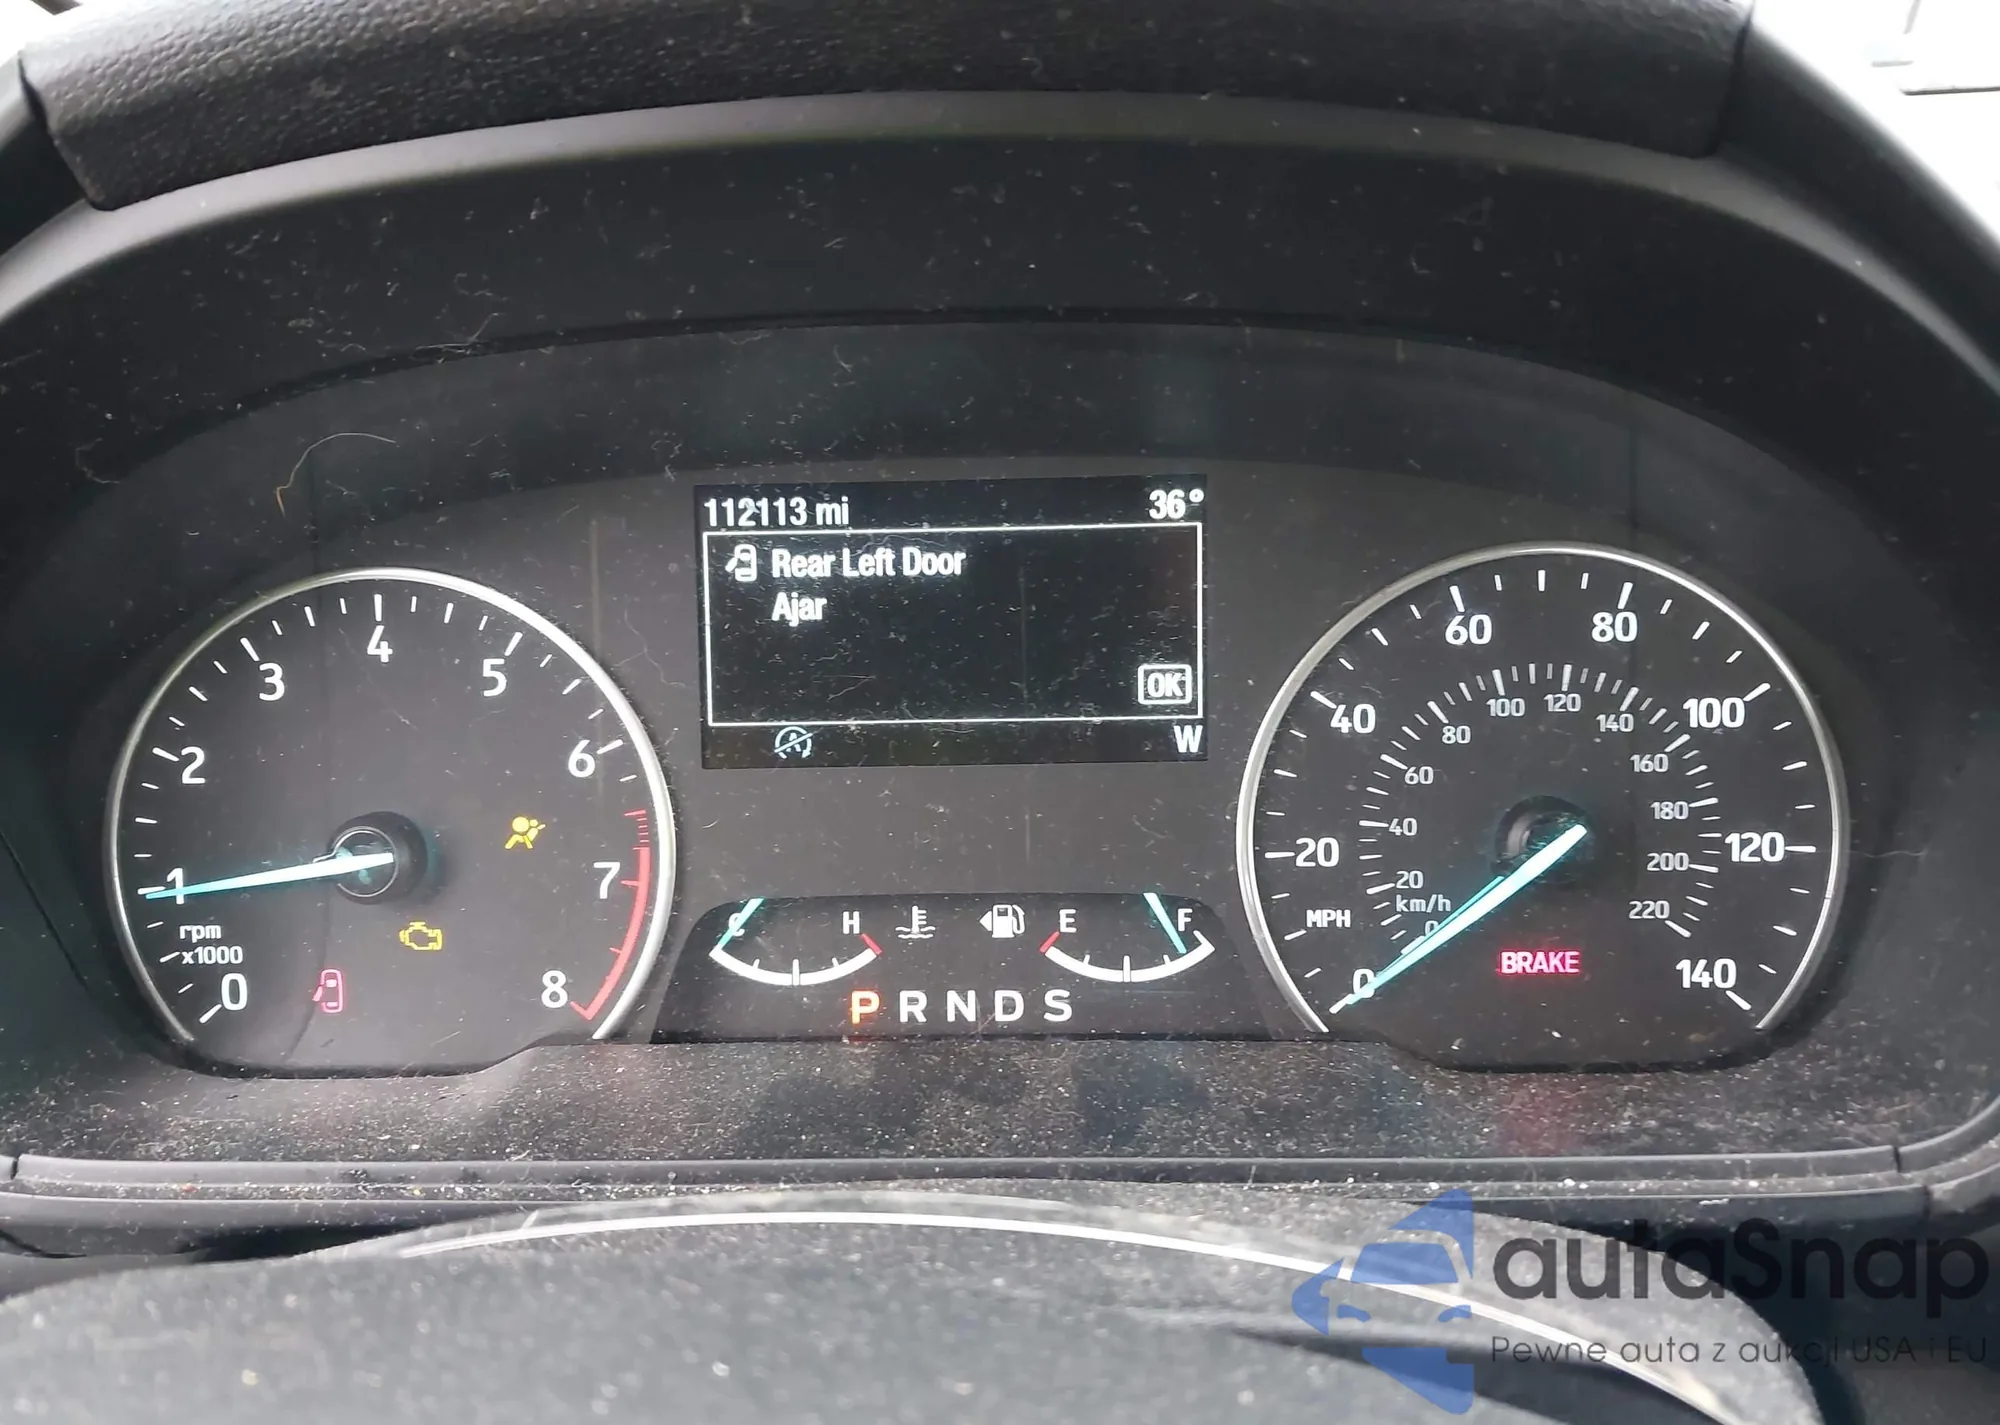 112113 mi 36°
Rear Left Door
Ajar
OK
W
0 1 2 3 4 5 6 7 8
rpm
x1000
C H
E F
P R N D S
0 20 40 60 80 100 120 140
MPH
0 20 40 60 80 100 120 140 160 180 200 220
km/h
BRAKE
autaSnap
Pewne auta z aukcji USA i EU